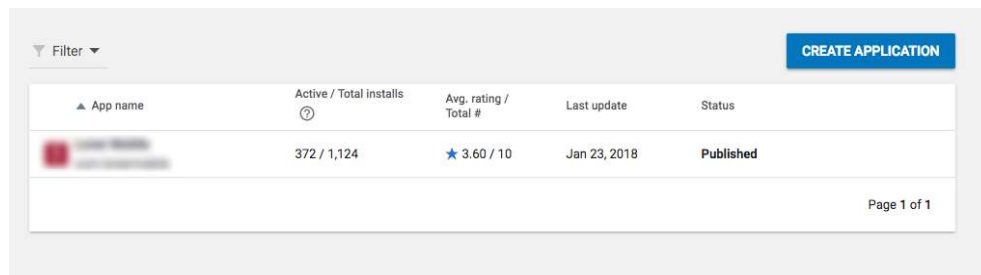 Filter
CREATE APPLICATION
App name
Active / Total installs
Avg. rating /
Total #
Last update
Status
372 / 1,124
3.60 / 10
Jan 23, 2018
Published
Page 1 of 1